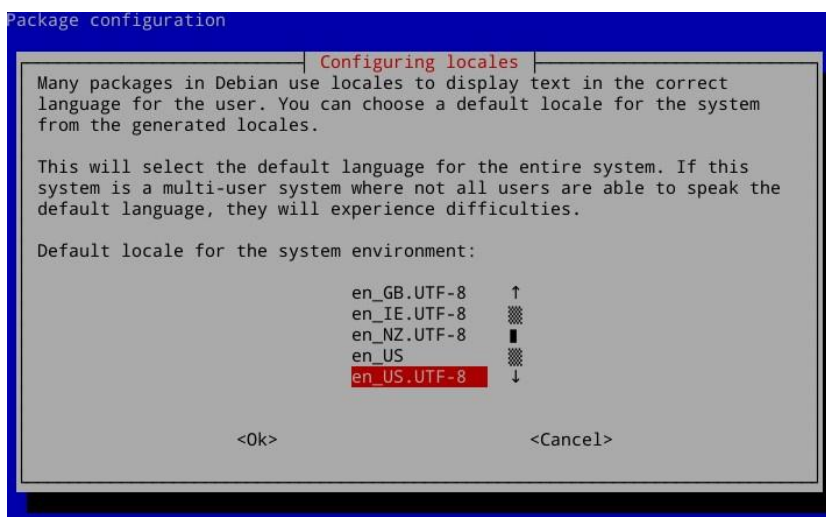 Package configuration
Configuring locales
Many packages in Debian use locales to display text in the correct
language for the user. You can choose a default locale for the system
from the generated locales.
This will select the default language for the entire system. If this
system is a multi-user system where not all users are able to speak the
default language, they will experience difficulties.
Default locale for the system environment:
en_GB.UTF-8
en_IE.UTF-8
en_NZ.UTF-8
en_US
en_US.UTF-8
<Ok> <Cancel>